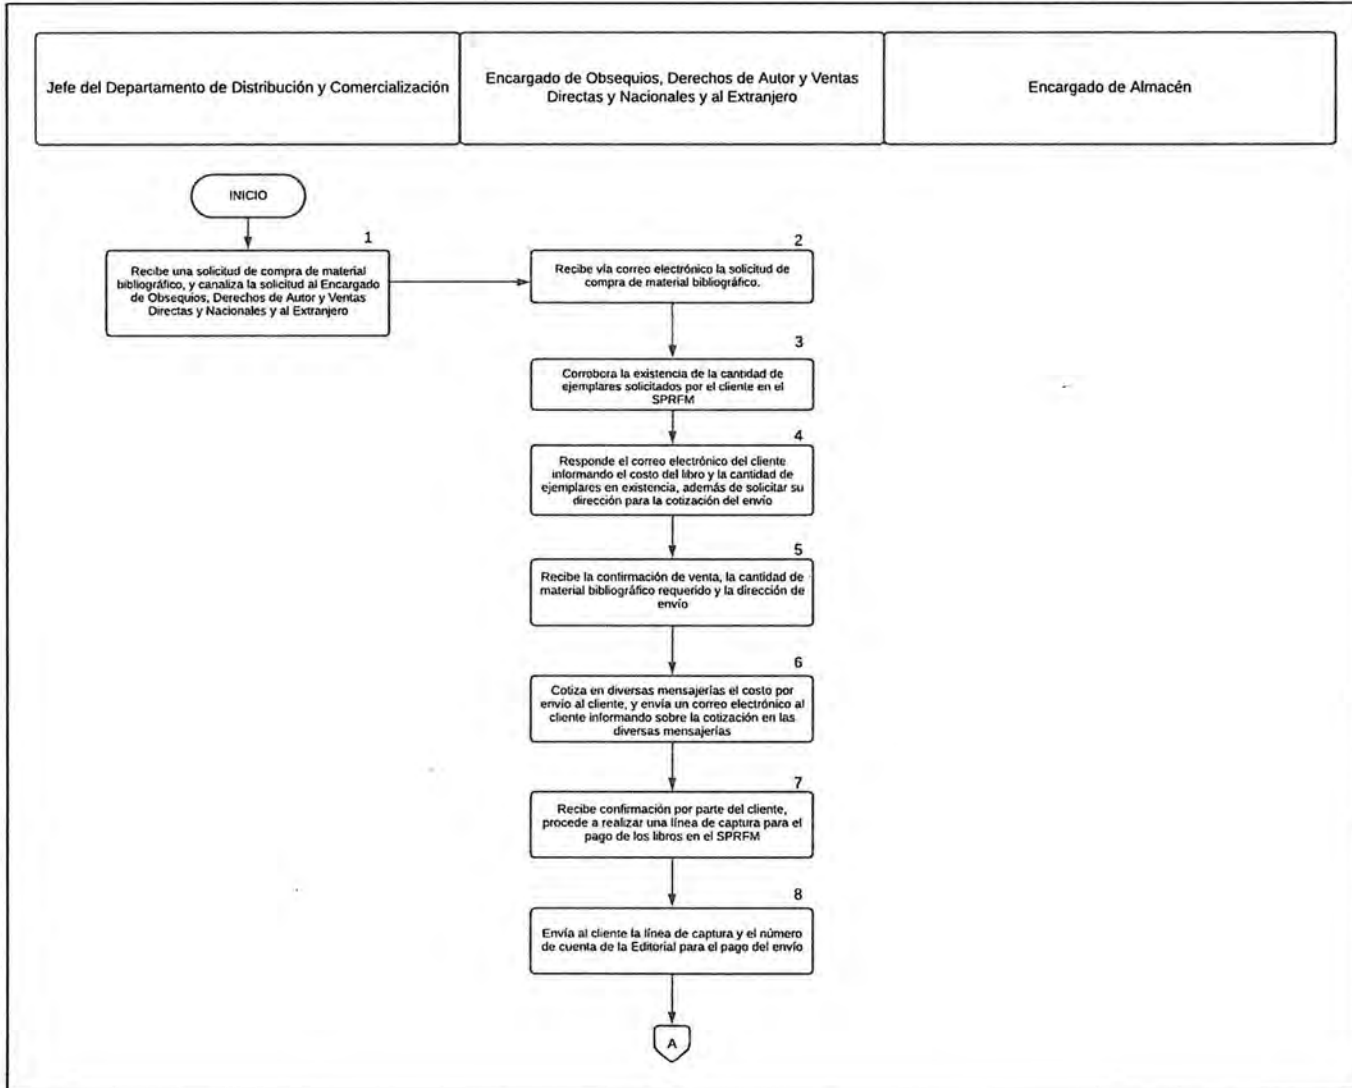 Jefe del Departamento de Distribución y Comercialización
Encargado de Obsequios, Derechos de Autor y Ventas
Directas y Nacionales y al Extranjero
Encargado de Almacén
INICIO
1
Recibe una solicitud de compra de material
bibliográfico, y canaliza la solicitud al Encargado
de Obsequios, Derechos de Autor y Ventas
Directas y Nacionales y al Extranjero
2
Recibe vía correo electrónico la solicitud de
compra de material bibliográfico.
3
Corrobora la existencia de la cantidad de
ejemplares solicitados por el cliente en el
SPRFM
4
Responde el correo electrónico del cliente
informando el costo del libro y la cantidad de
ejemplares en existencia, además de solicitar su
dirección para la cotización del envío
5
Recibe la confirmación de venta, la cantidad de
material bibliográfico requerido y la dirección de
envío
6
Cotiza en diversas mensajerías el costo por
envío al cliente, y envía un correo electrónico al
cliente informando sobre la cotización en las
diversas mensajerías
7
Recibe confirmación por parte del cliente,
procede a realizar una línea de captura para el
pago de los libros en el SPRFM
8
Envía al cliente la línea de captura y el número
de cuenta de la Editorial para el pago del envío
A